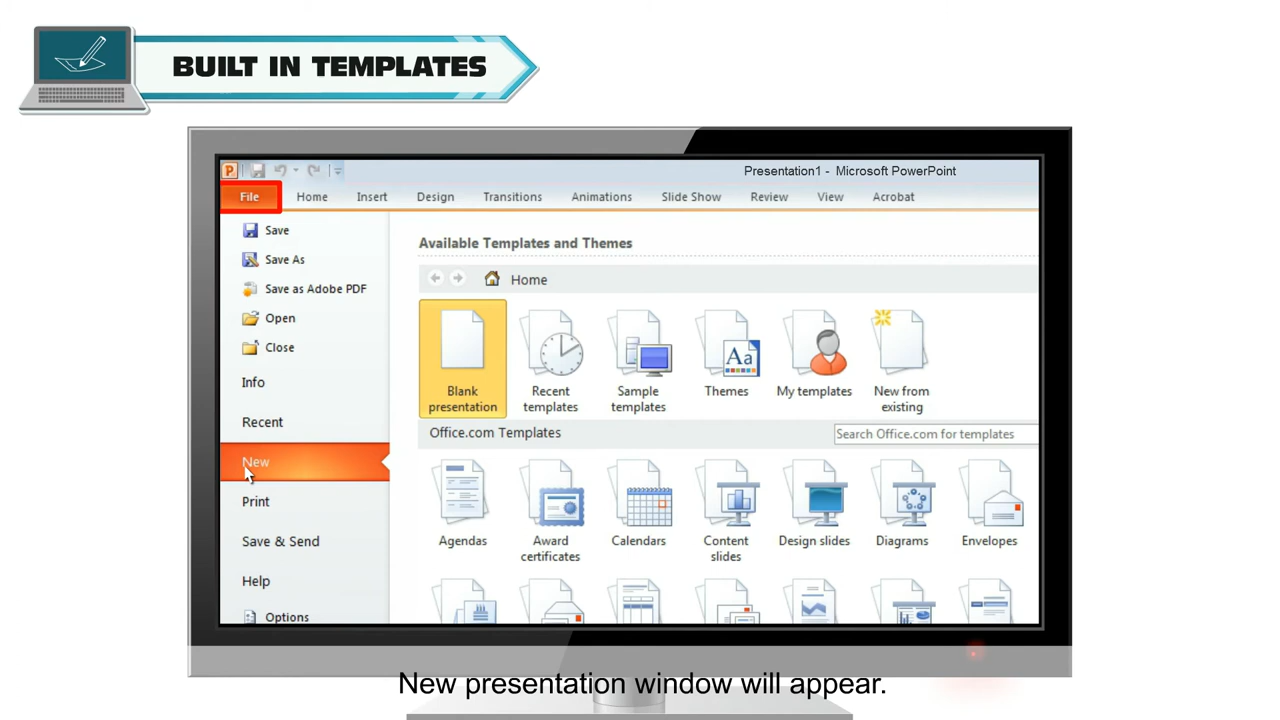 BUILT IN TEMPLATES
Presentation1 - Microsoft PowerPoint
File Home Insert Design Transitions Animations Slide Show Review View Acrobat
Save
Save As
Save as Adobe PDF
Open
Close
Info
Recent
New
Print
Save & Send
Help
Options
Available Templates and Themes
Home
Blank presentation
Recent templates
Sample templates
Aa
Themes
My templates
New from existing
Office.com Templates
Search Office.com for templates
Agendas
Award certificates
Calendars
Content slides
Design slides
Diagrams
Envelopes
New presentation window will appear.